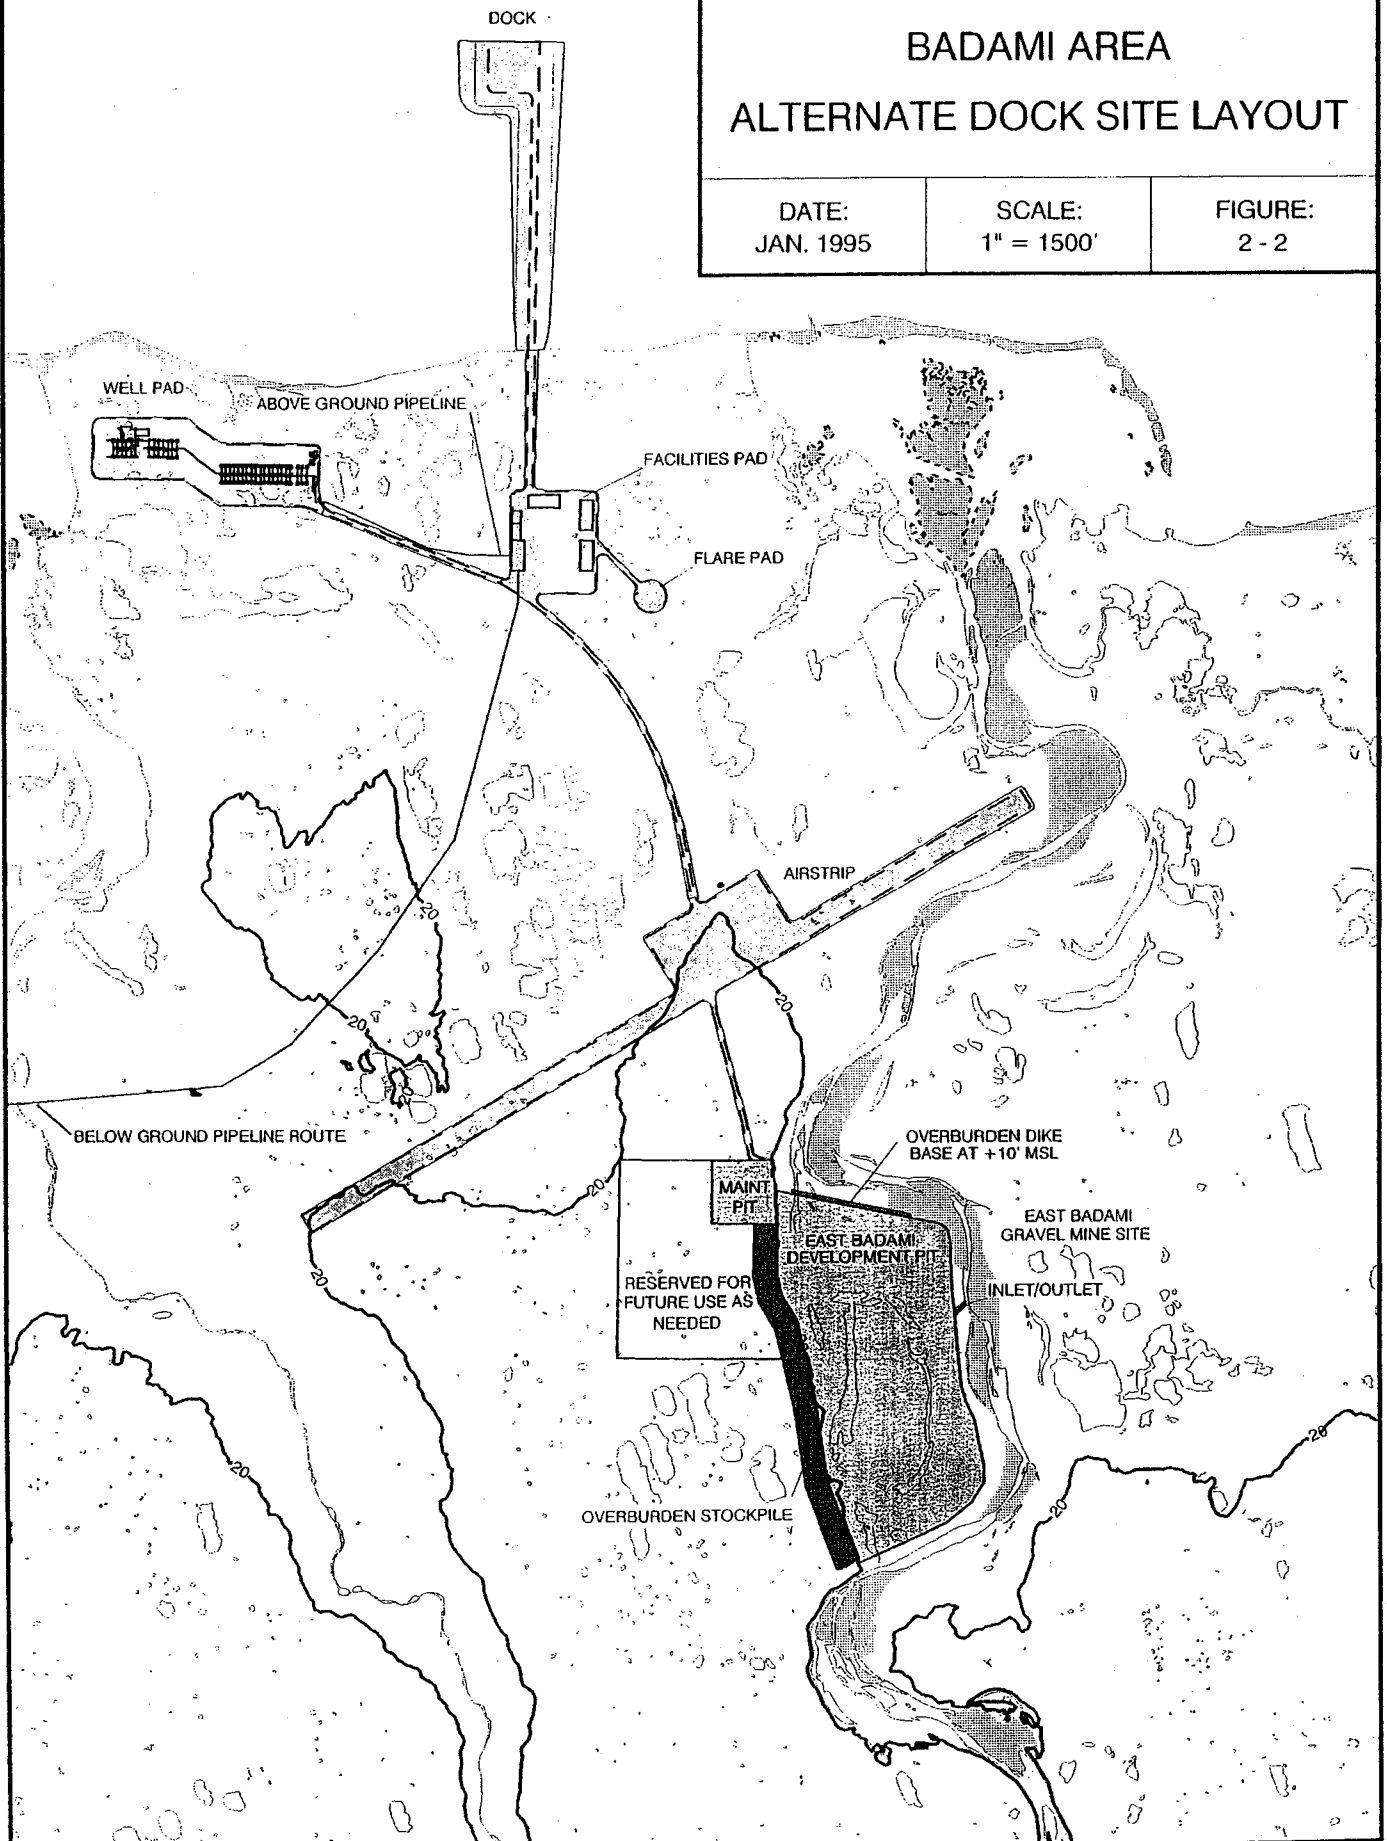 DOCK
BADAMI AREA
ALTERNATE DOCK SITE LAYOUT
DATE:
JAN. 1995
SCALE:
1" = 1500'
FIGURE:
2 - 2
WELL PAD
ABOVE GROUND PIPELINE
FACILITIES PAD
FLARE PAD
AIRSTRIP
20
20
20
BELOW GROUND PIPELINE ROUTE
OVERBURDEN DIKE
BASE AT +10' MSL
20
MAINT
PIT
EAST BADAMI
GRAVEL MINE SITE
EAST BADAMI
DEVELOPMENT PIT
20
RESERVED FOR
FUTURE USE AS
NEEDED
INLET/OUTLET
20
20
20
OVERBURDEN STOCKPILE